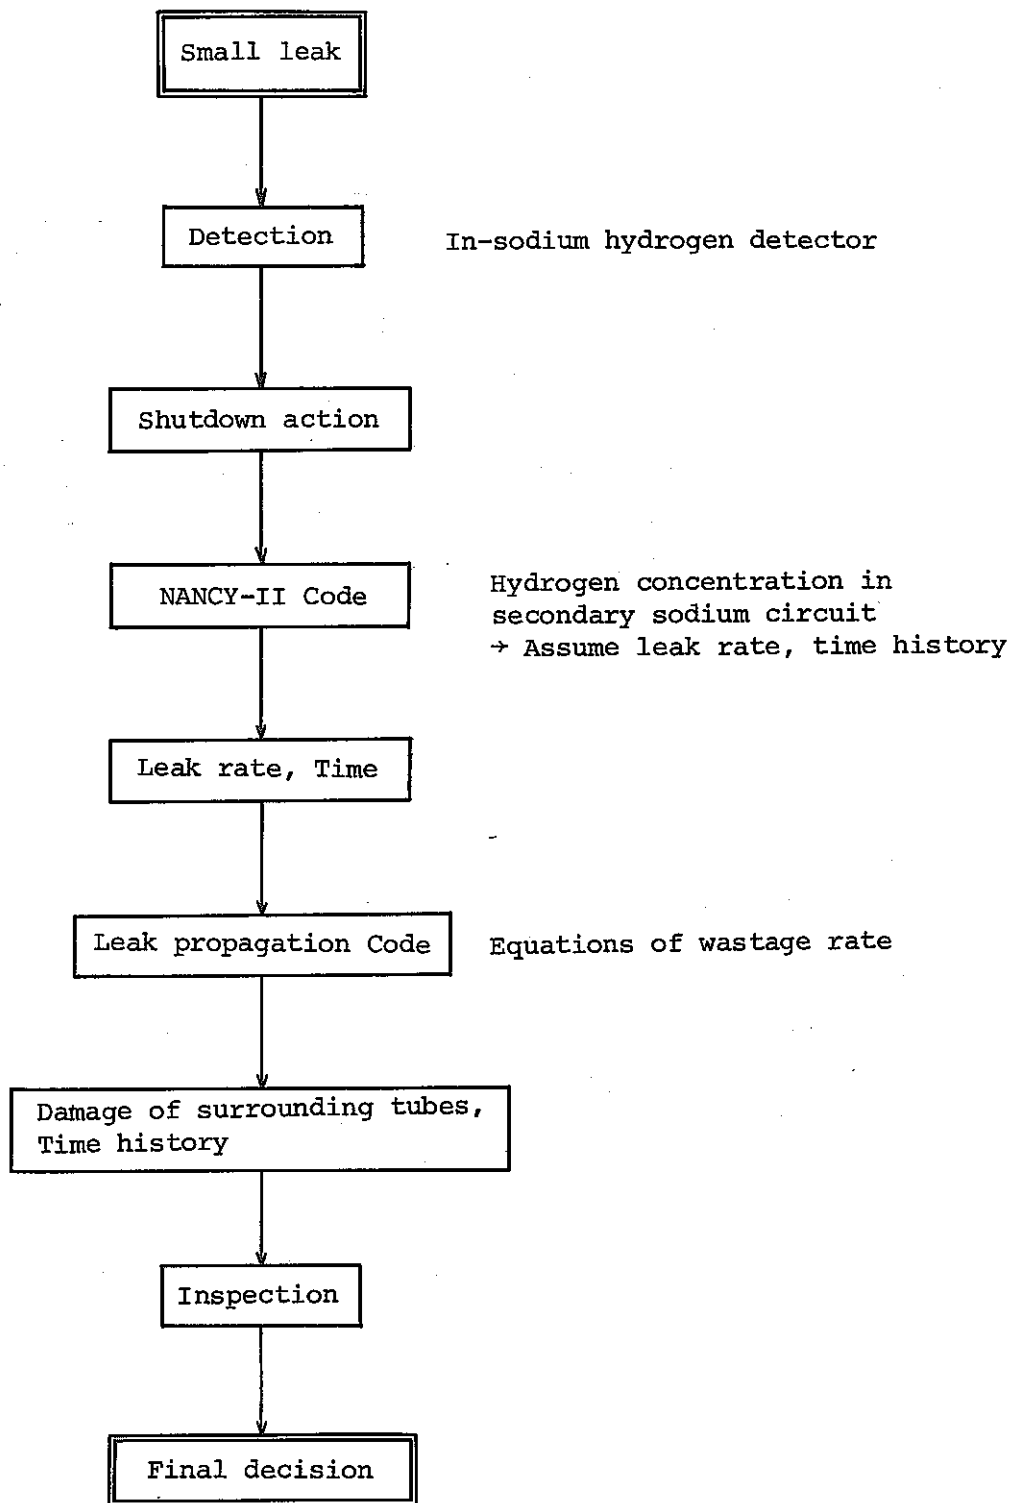 Small leak
Detection
In-sodium hydrogen detector
Shutdown action
NANCY-II Code
Hydrogen concentration in
secondary sodium circuit
→ Assume leak rate, time history
Leak rate, Time
Leak propagation Code
Equations of wastage rate
Damage of surrounding tubes,
Time history
Inspection
Final decision